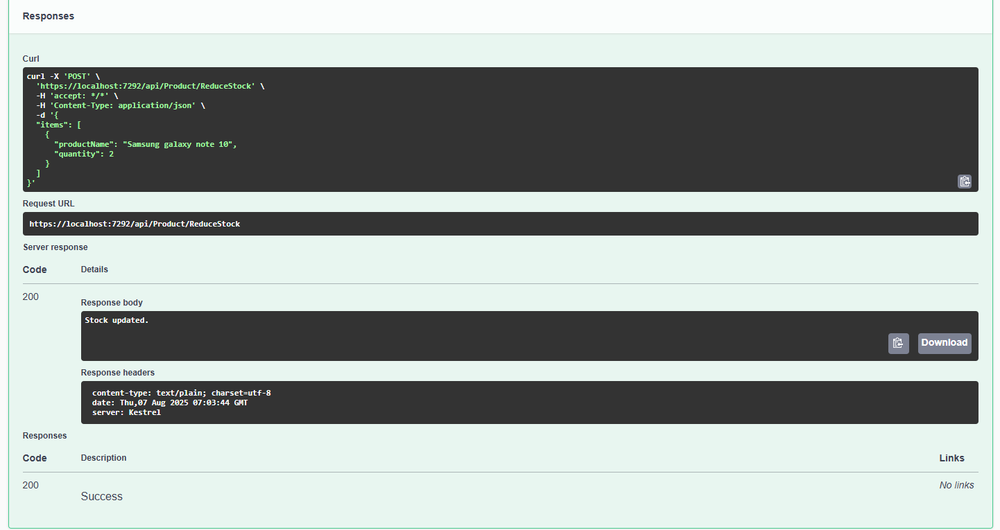 Responses
Curl
curl -X 'POST' \
  'https://localhost:7292/api/Product/ReduceStock' \
  -H 'accept: */*' \
  -H 'Content-Type: application/json' \
  -d '{
  "items": [
    {
      "productName": "Samsung galaxy note 10",
      "quantity": 2
    }
  ]
}'
Request URL
https://localhost:7292/api/Product/ReduceStock
Server response
Code Details
200
Response body
Stock updated.
Download
Response headers
content-type: text/plain; charset=utf-8
date: Thu,07 Aug 2025 07:03:44 GMT
server: Kestrel
Responses
Code Description Links
200 No links
Success